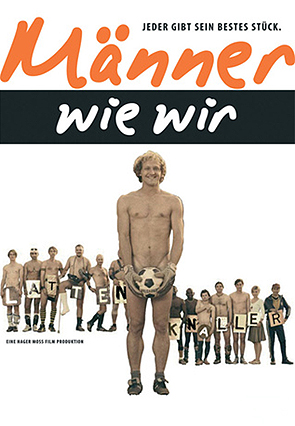 JEDER GIBT SEIN BESTES STÜCK.
Männer
wie wir
LATTEN KNALLER
EINE HAGER MOSS FILM PRODUKTION